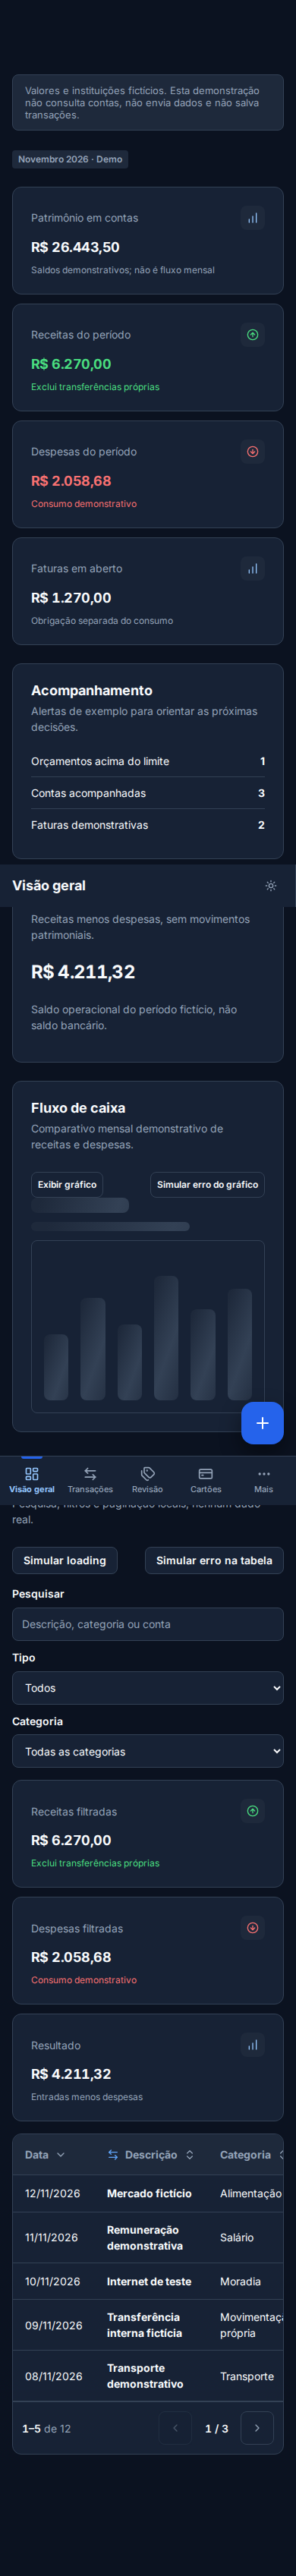 Valores e instituições fictícios. Esta demonstração
não consulta contas, não envia dados e não salva
transações.
Novembro 2026 · Demo
Patrimônio em contas
R$ 26.443,50
Saldos demonstrativos; não é fluxo mensal
Receitas do período
R$ 6.270,00
Exclui transferências próprias
Despesas do período
R$ 2.058,68
Consumo demonstrativo
Faturas em aberto
R$ 1.270,00
Obrigação separada do consumo
Acompanhamento
Alertas de exemplo para orientar as próximas
decisões.
Orçamentos acima do limite 1
Contas acompanhadas 3
Faturas demonstrativas 2
Visão geral
Receitas menos despesas, sem movimentos
patrimoniais.
R$ 4.211,32
Saldo operacional do período fictício, não
saldo bancário.
Fluxo de caixa
Comparativo mensal demonstrativo de
receitas e despesas.
Exibir gráfico Simular erro do gráfico
Visão geral Transações Revisão Cartões Mais
Pesquisa, filtros e paginação locais; nenhum dado
real.
Simular loading Simular erro na tabela
Pesquisar
Descrição, categoria ou conta
Tipo
Todos
Categoria
Todas as categorias
Receitas filtradas
R$ 6.270,00
Exclui transferências próprias
Despesas filtradas
R$ 2.058,68
Consumo demonstrativo
Resultado
R$ 4.211,32
Entradas menos despesas
Data Descrição Categoria
12/11/2026 Mercado fictício Alimentação
11/11/2026 Remuneração demonstrativa Salário
10/11/2026 Internet de teste Moradia
09/11/2026 Transferência interna fictícia Movimentaç própria
08/11/2026 Transporte demonstrativo Transporte
1–5 de 12 1 / 3